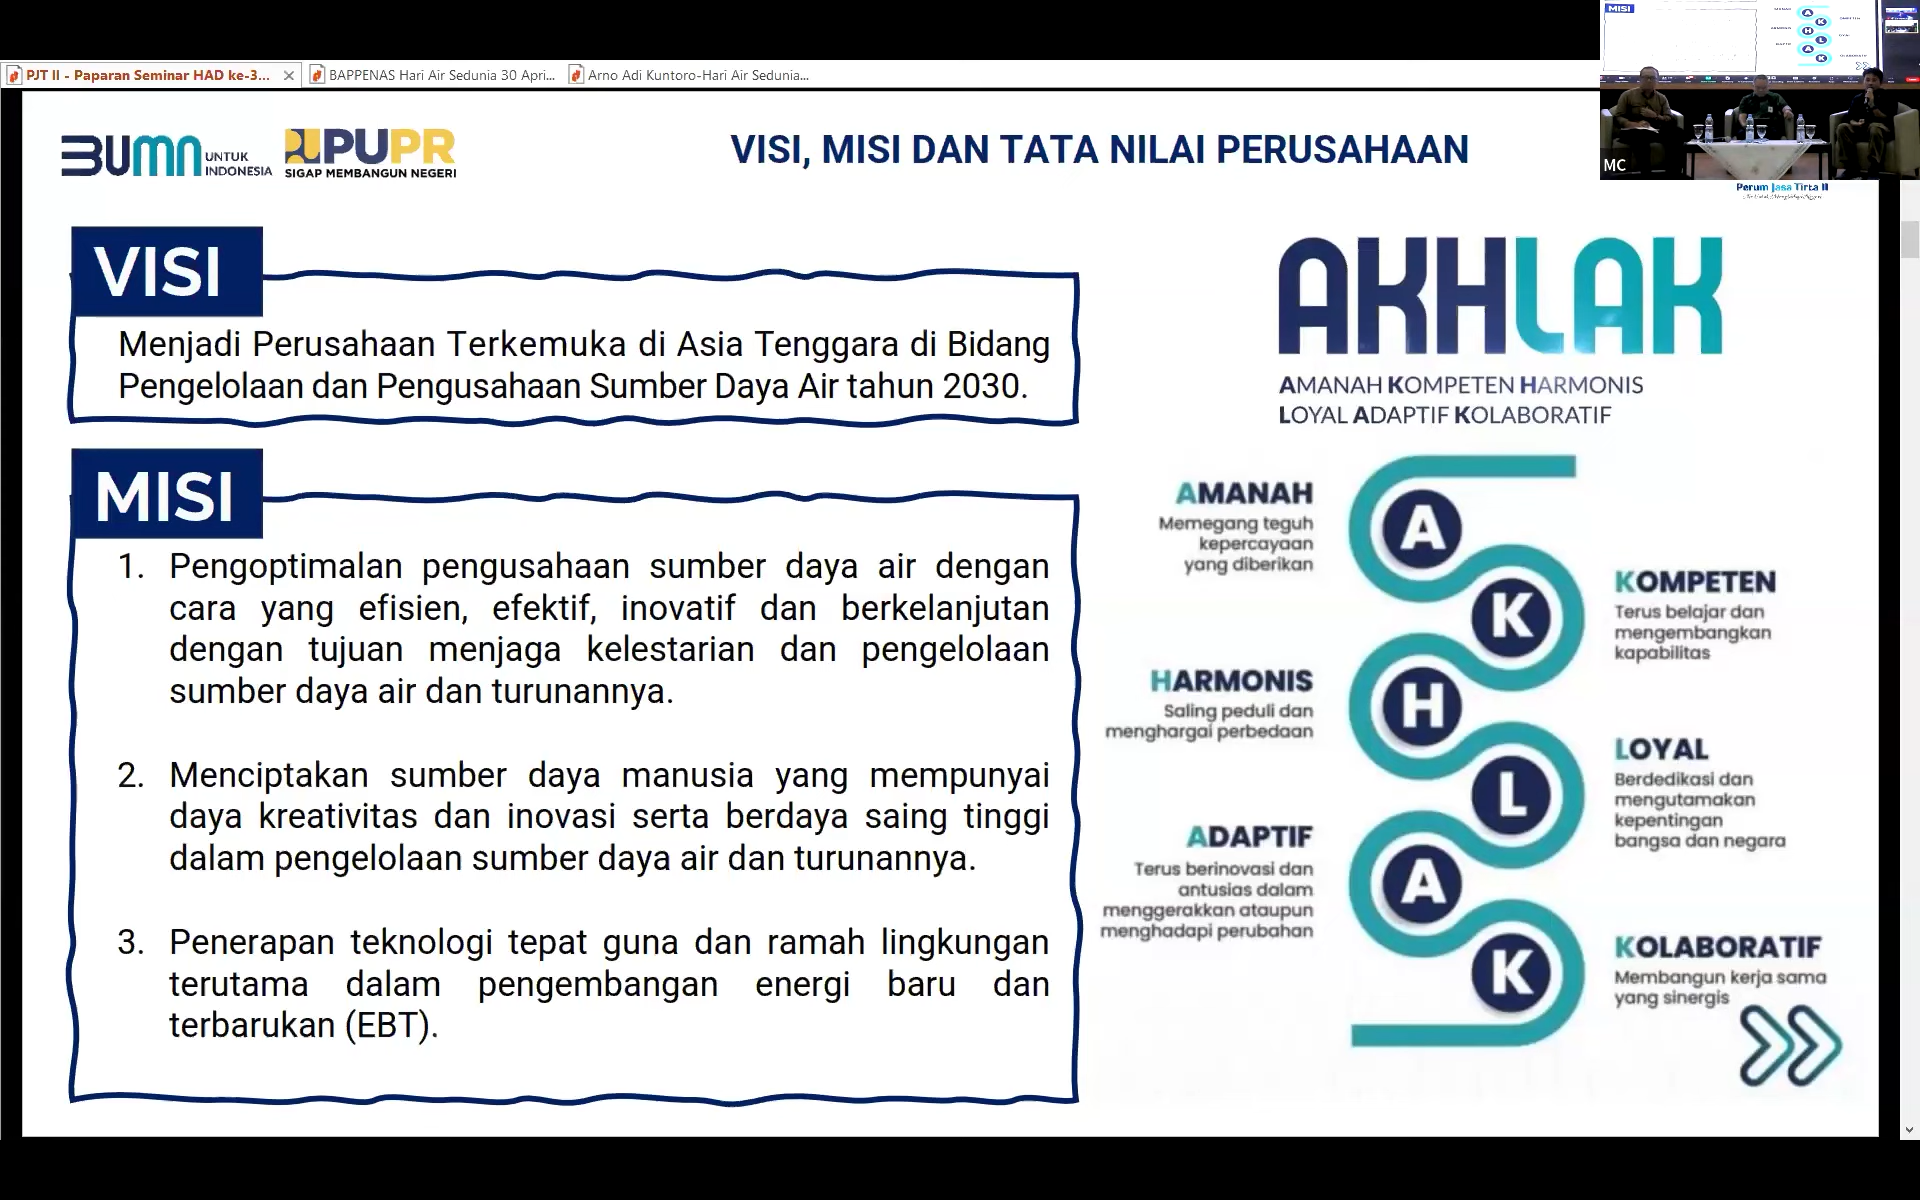 PJT II - Paparan Seminar HAD ke-3...
BAPPENAS Hari Air Sedunia 30 Apri...
Arno Adi Kuntoro-Hari Air Sedunia...
MISI
MC
BUMN UNTUK INDONESIA
PUPR
SIGAP MEMBANGUN NEGERI
VISI, MISI DAN TATA NILAI PERUSAHAAN
Perum Jasa Tirta II
VISI
Menjadi Perusahaan Terkemuka di Asia Tenggara di Bidang
Pengelolaan dan Pengusahaan Sumber Daya Air tahun 2030.
MISI
1. Pengoptimalan pengusahaan sumber daya air dengan
cara yang efisien, efektif, inovatif dan berkelanjutan
dengan tujuan menjaga kelestarian dan pengelolaan
sumber daya air dan turunannya.
2. Menciptakan sumber daya manusia yang mempunyai
daya kreativitas dan inovasi serta berdaya saing tinggi
dalam pengelolaan sumber daya air dan turunannya.
3. Penerapan teknologi tepat guna dan ramah lingkungan
terutama dalam pengembangan energi baru dan
terbarukan (EBT).
AKHLAK
AMANAH KOMPETEN HARMONIS
LOYAL ADAPTIF KOLABORATIF
AMANAH
Memegang teguh
kepercayaan
yang diberikan
A
K
KOMPETEN
Terus belajar dan
mengembangkan
kapabilitas
HARMONIS
Saling peduli dan
menghargai perbedaan
H
L
LOYAL
Berdedikasi dan
mengutamakan
kepentingan
bangsa dan negara
ADAPTIF
Terus berinovasi dan
antusias dalam
menggerakkan ataupun
menghadapi perubahan
A
K
KOLABORATIF
Membangun kerja sama
yang sinergis